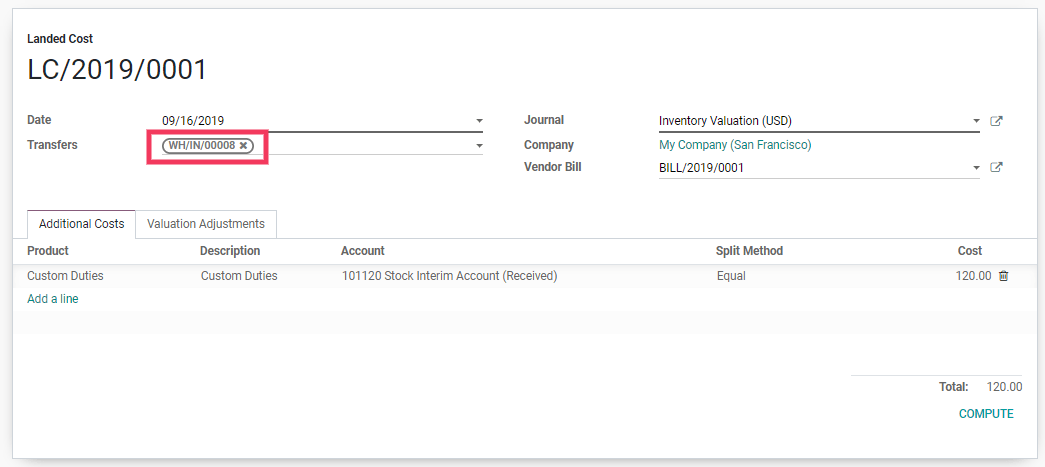 Landed Cost
LC/2019/0001
Date 09/16/2019 Journal Inventory Valuation (USD)
Transfers WH/IN/00008 Company My Company (San Francisco)
Vendor Bill BILL/2019/0001
Additional Costs Valuation Adjustments
Product Description Account Split Method Cost
Custom Duties Custom Duties 101120 Stock Interim Account (Received) Equal 120.00
Add a line
Total: 120.00
COMPUTE